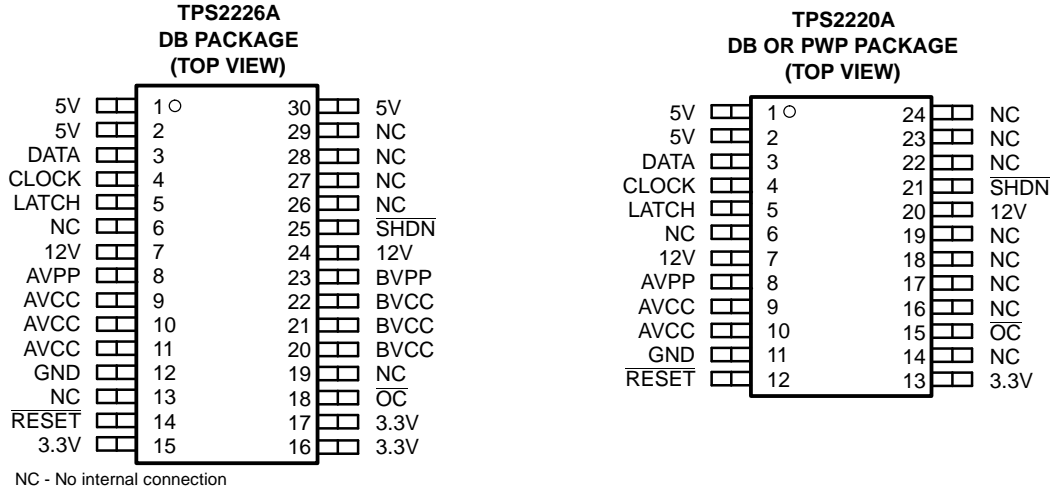 TPS2226A
DB PACKAGE
(TOP VIEW)
5V 1 30 5V
5V 2 29 NC
DATA 3 28 NC
CLOCK 4 27 NC
LATCH 5 26 NC
NC 6 25 SHDN
12V 7 24 12V
AVPP 8 23 BVPP
AVCC 9 22 BVCC
AVCC 10 21 BVCC
AVCC 11 20 BVCC
GND 12 19 NC
NC 13 18 OC
RESET 14 17 3.3V
3.3V 15 16 3.3V
NC - No internal connection
TPS2220A
DB OR PWP PACKAGE
(TOP VIEW)
5V 1 24 NC
5V 2 23 NC
DATA 3 22 NC
CLOCK 4 21 SHDN
LATCH 5 20 12V
NC 6 19 NC
12V 7 18 NC
AVPP 8 17 NC
AVCC 9 16 NC
AVCC 10 15 OC
GND 11 14 NC
RESET 12 13 3.3V